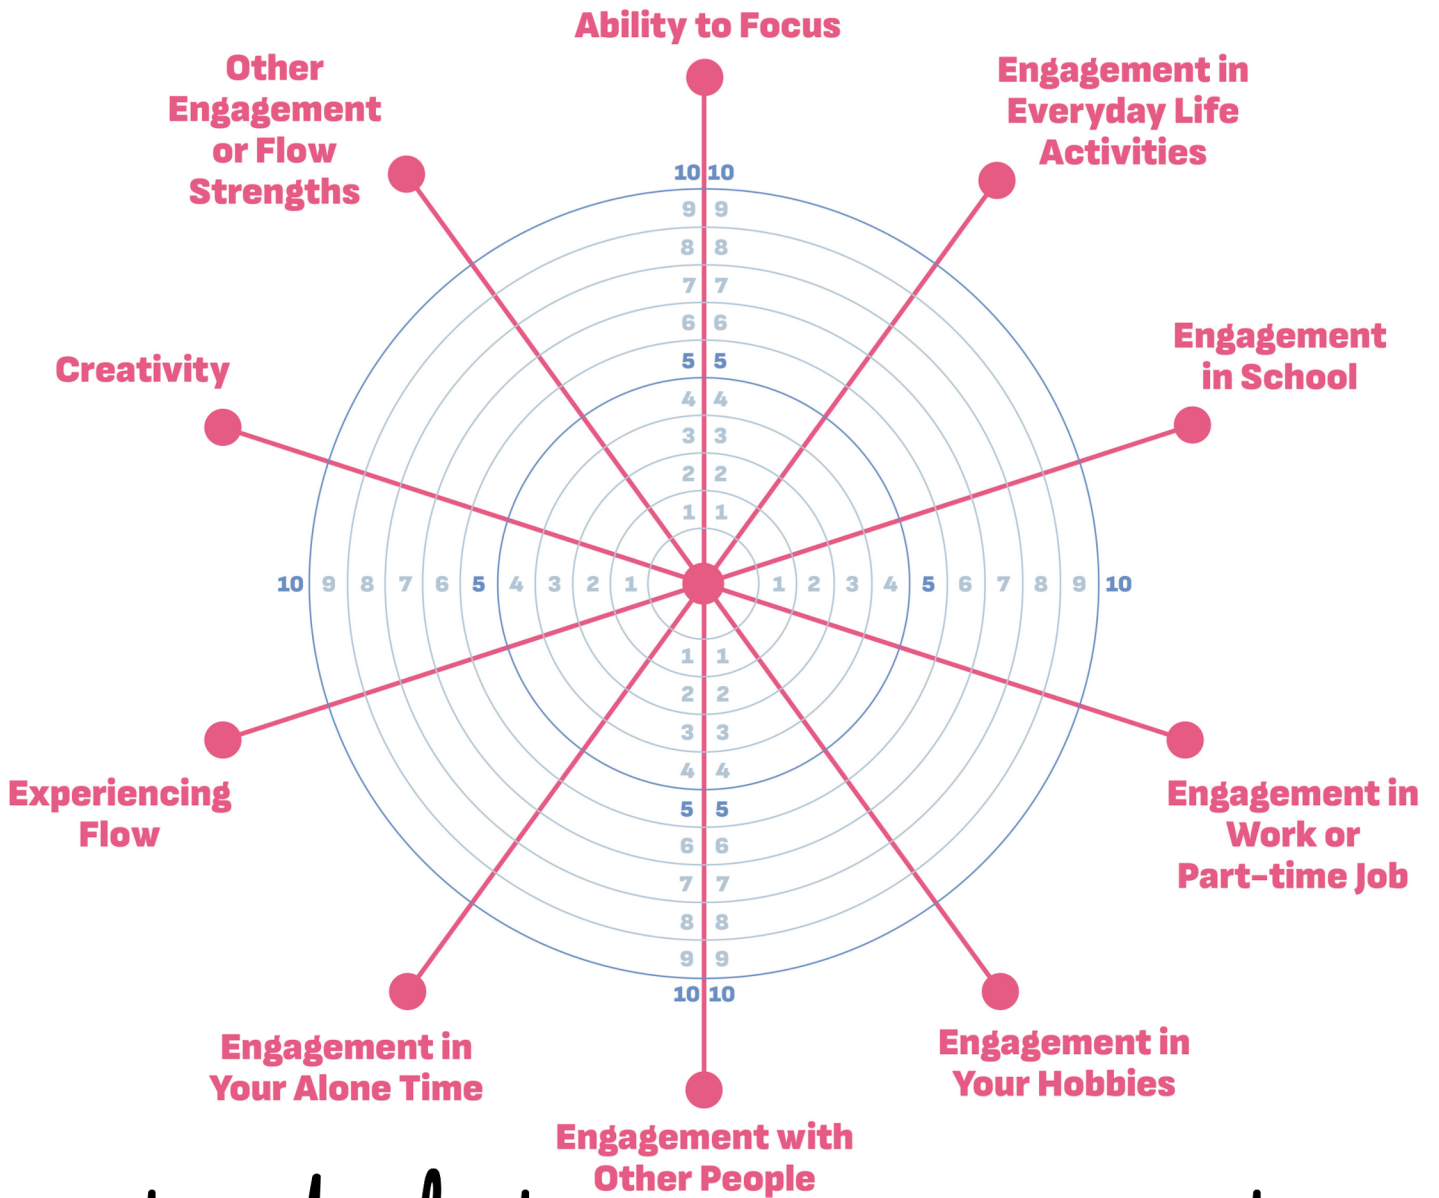 Ability to Focus
Other
Engagement
or Flow
Strengths
Engagement in
Everyday Life
Activities
10 10
9 9
8 8
7 7
6 6
5 5
4 4
3 3
2 2
1 1
Creativity
Engagement
in School
10 9 8 7 6 5 4 3 2 1 1 2 3 4 5 6 7 8 9 10
1 1
2 2
3 3
4 4
5 5
6 6
7 7
8 8
9 9
10 10
Experiencing
Flow
Engagement in
Work or
Part-time Job
Engagement in
Your Alone Time
Engagement in
Your Hobbies
Engagement with
Other People